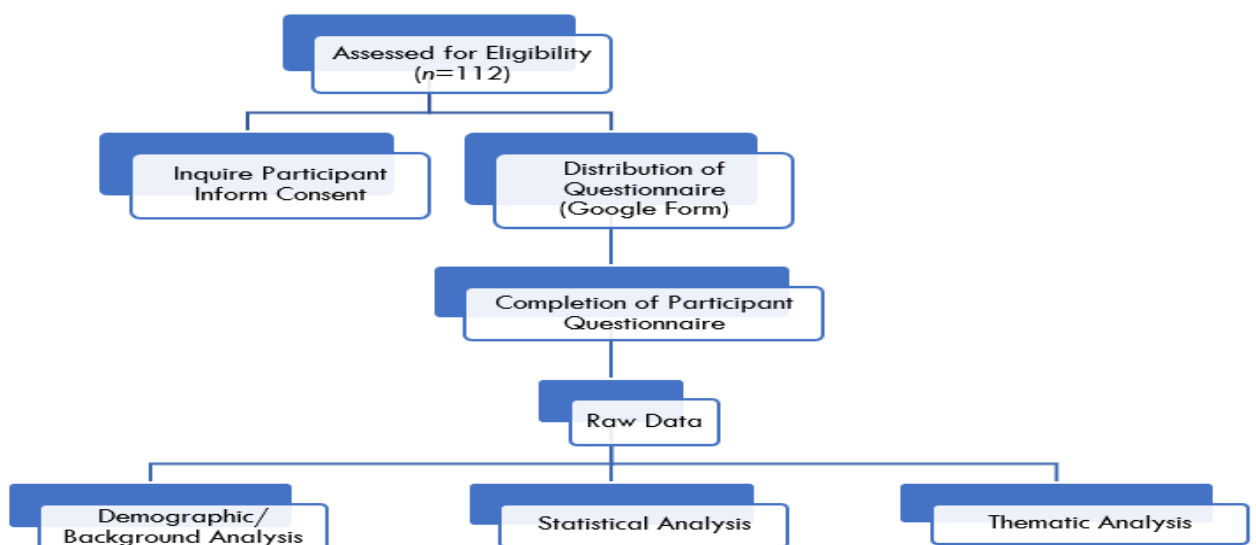 Assessed for Eligibility
(n=112)
Inquire Participant
Inform Consent
Distribution of
Questionnaire
(Google Form)
Completion of Participant
Questionnaire
Raw Data
Demographic/
Background Analysis
Statistical Analysis
Thematic Analysis